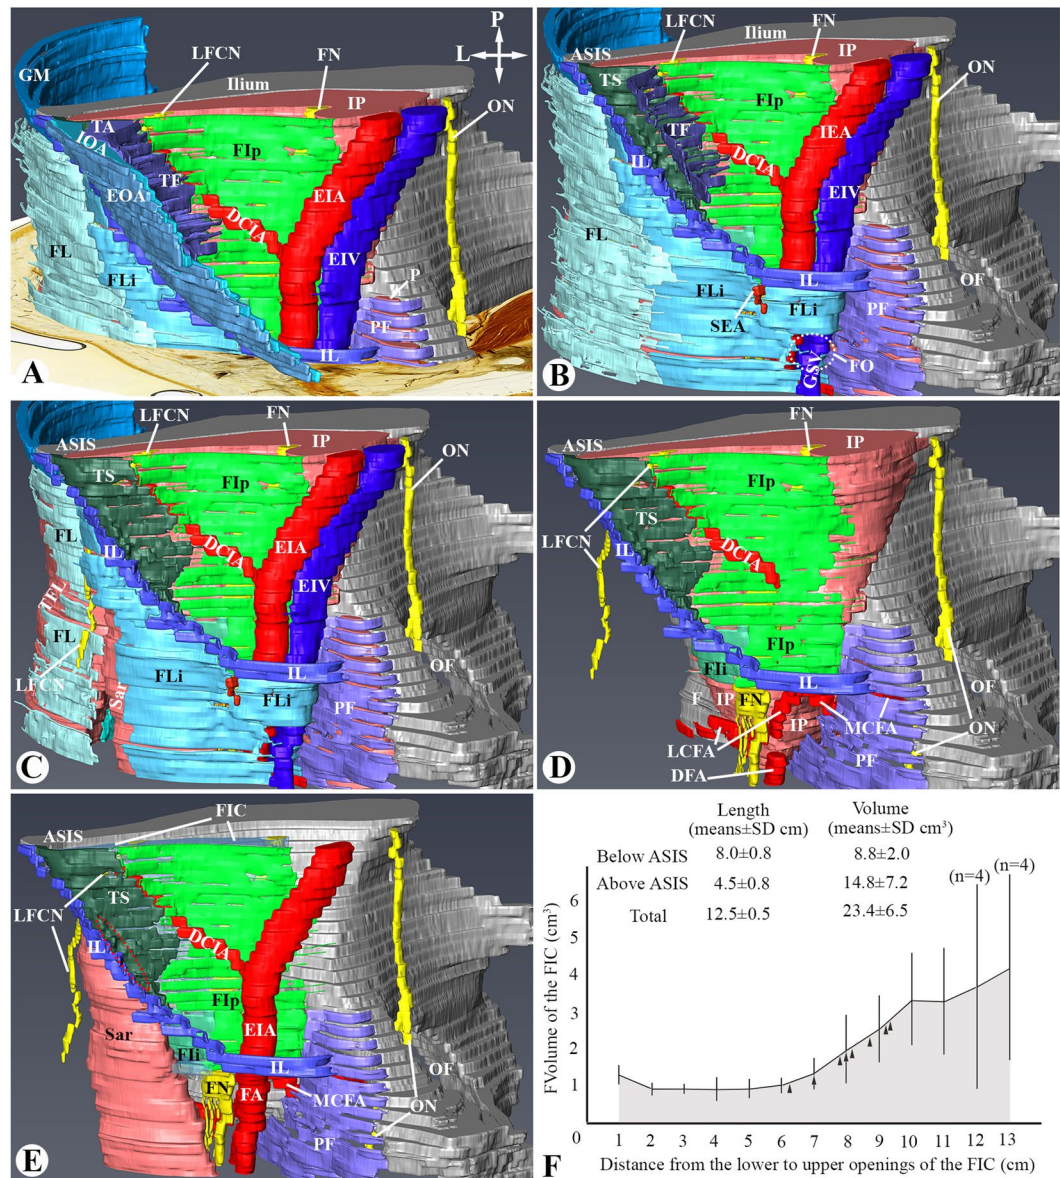 P
LFCN FN L
GM Ilium IP ON
TA
IOA FIp
EOA TF EIA
DCIA
FL EIV
FLi P
PF
IL
A
LFCN FN
Ilium IP
ASIS ON
TS
TF IEA
DCIA
IL EIV
FL
IL OF
FLi FLi
SEA PF
FO
GSV
B
LFCN FN
ASIS IP ON
TS FIp
FL
IL DCIA EIA
EIV
TFL
FL IL OF
LFCN FLi FLi
Sar PF
C
FN
ASIS IP ON
FIp
LFCN TS
IL DCIA
FIp
FIi IL OF
F IP FN
IP MCFA ON
LCFA PF
DFA
D
FIC
ASIS
LFCN TS ON
IL DCIA
FIp
Sar EIA
FIi IL OF
FN FA MCFA ON
PF
E
Length Volume
(means±SD cm) (means±SD cm³)
Below ASIS 8.0±0.8 8.8±2.0
Above ASIS 4.5±0.8 14.8±7.2
Total 12.5±0.5 23.4±6.5
(n=4) (n=4)
FVolume of the FIC (cm³)
6
5
4
3
2
1
0
1 2 3 4 5 6 7 8 9 10 11 12 13
Distance from the lower to upper openings of the FIC (cm)
F